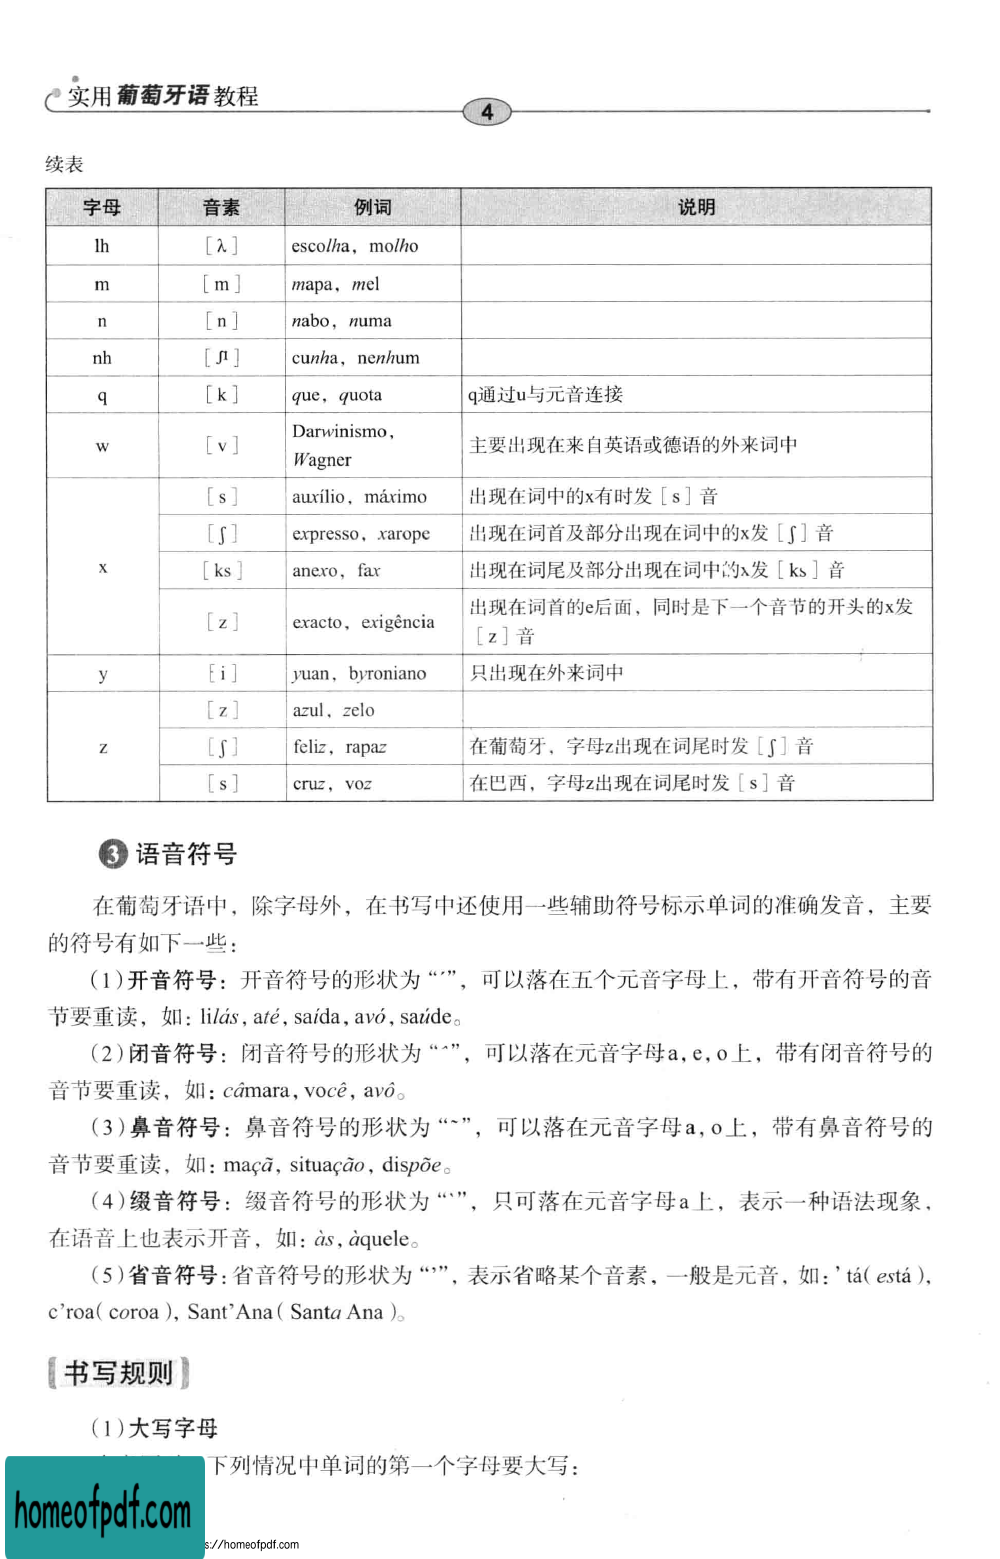 实用葡萄牙语教程
4
续表
字母 音素 例词 说明
lh [ʎ] escolha, molho
m [m] mapa, mel
n [n] nabo, numa
nh [ɲ] cunha, nenhum
q [k] que, quota q通过u与元音连接
w [v] Darwinismo, Wagner 主要出现在来自英语或德语的外来词中
x [s] auxílio, máximo 出现在词中的x有时发[s]音
[ʃ] expresso, xarope 出现在词首及部分出现在词中的x发[ʃ]音
[ks] anexo, fax 出现在词尾及部分出现在词中的x发[ks]音
[z] exacto, exigência 出现在词首的e后面，同时是下一个音节的开头的x发
[z]音
y [i] yuan, byroniano 只出现在外来词中
z [z] azul, zelo
[ʃ] feliz, rapaz 在葡萄牙，字母z出现在词尾时发[ʃ]音
[s] cruz, voz 在巴西，字母z出现在词尾时发[s]音
❸ 语音符号
在葡萄牙语中，除字母外，在书写中还使用一些辅助符号标示单词的准确发音，主要
的符号有如下一些：
(1)开音符号：开音符号的形状为“´”，可以落在五个元音字母上，带有开音符号的音
节要重读，如：lilás, até, saída, avó, saúde。
(2)闭音符号：闭音符号的形状为“ˆ”，可以落在元音字母a, e, o上，带有闭音符号的
音节要重读，如：câmara, você, avô。
(3)鼻音符号：鼻音符号的形状为“~”，可以落在元音字母a, o上，带有鼻音符号的
音节要重读，如：maçã, situação, dispõe。
(4)缀音符号：缀音符号的形状为“`”，只可落在元音字母a上，表示一种语法现象，
在语音上也表示开音，如：às, àquele。
(5)省音符号：省音符号的形状为“’”，表示省略某个音素，一般是元音，如：’tá(está),
c’roa(coroa), Sant’Ana(Santa Ana)。
【书写规则】
(1)大写字母
下列情况中单词的第一个字母要大写：
homeofpdf.com
s://homeofpdf.com